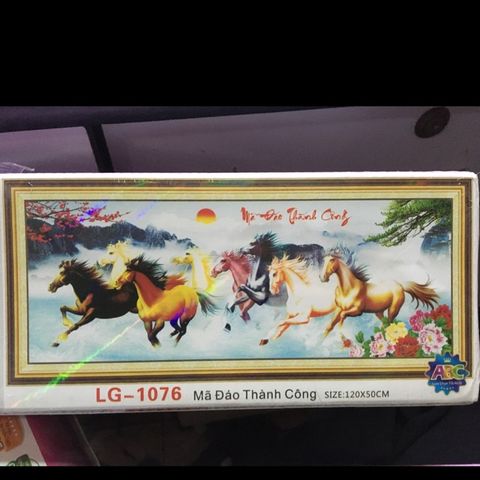 Mã Đáo Thành Công
ABC
LG-1076 Mã Đáo Thành Công SIZE:120X50CM